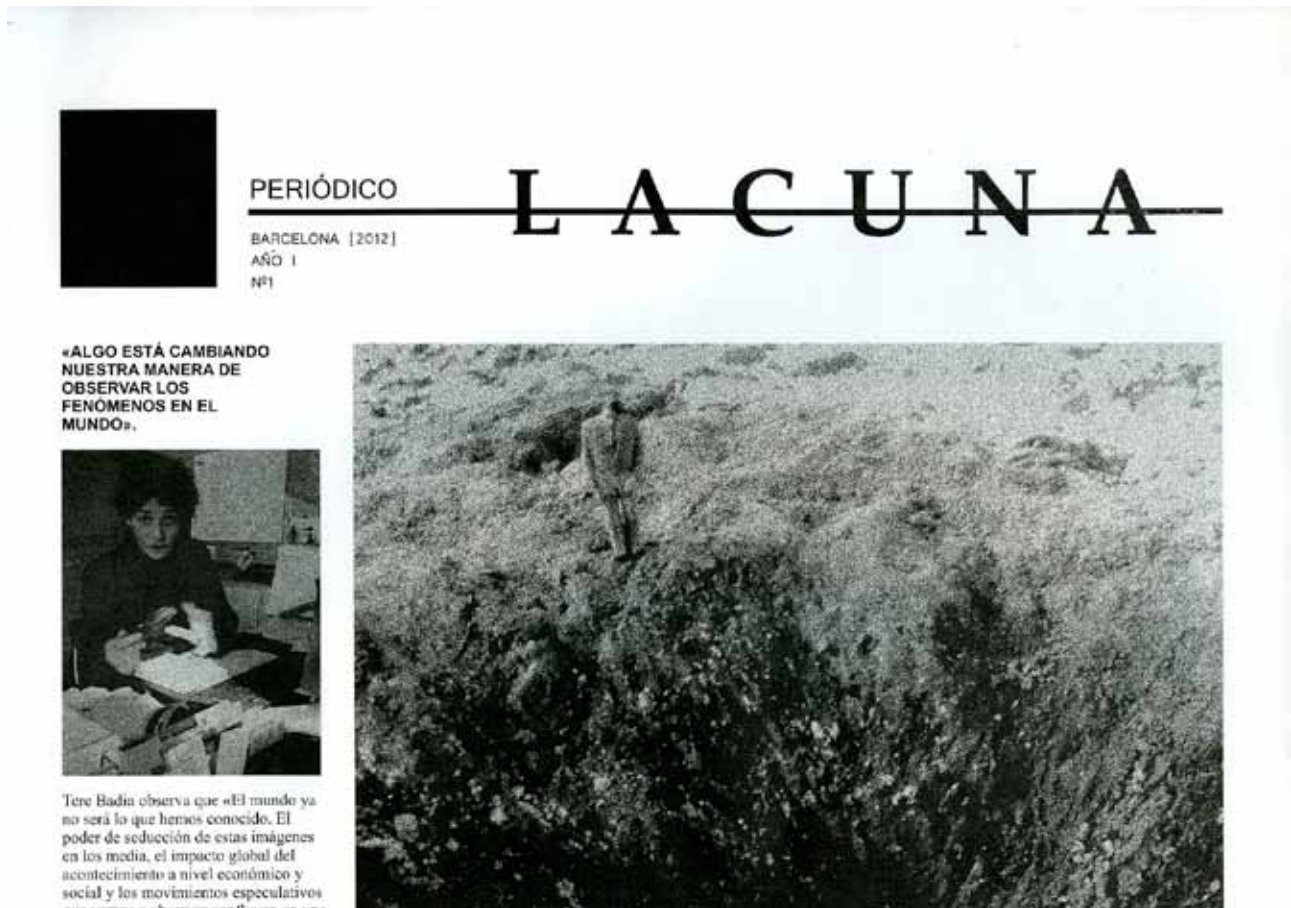 PERIÓDICO
LACUNA
BARCELONA [2012]
AÑO I
Nº1
«ALGO ESTÁ CAMBIANDO
NUESTRA MANERA DE
OBSERVAR LOS
FENÓMENOS EN EL
MUNDO».
Tere Badia observa que «El mundo ya
no será lo que hemos conocido. El
poder de seducción de estas imágenes
en los media, el impacto global del
acontecimiento a nivel económico y
social y los movimientos especulativos